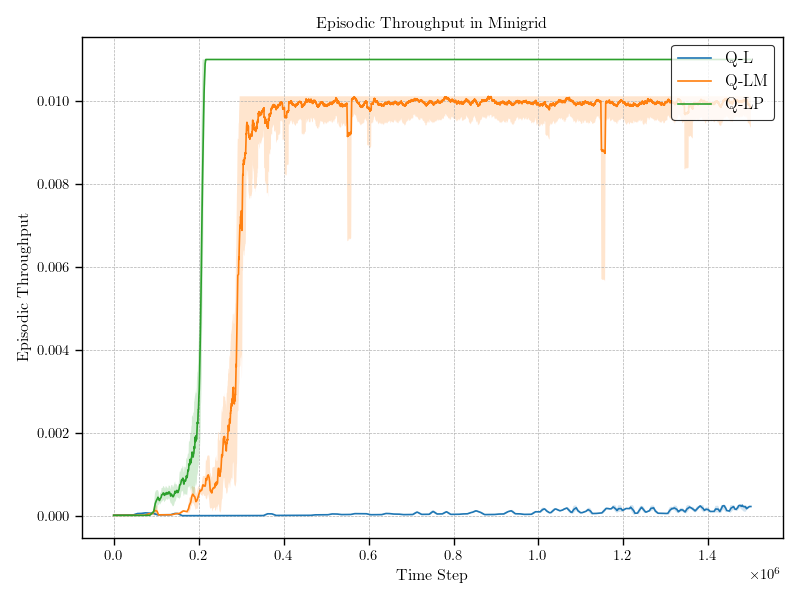 Episodic Throughput in Minigrid
Q-L
Q-LM
Q-LP
Episodic Throughput
0.010
0.008
0.006
0.004
0.002
0.000
0.0 0.2 0.4 0.6 0.8 1.0 1.2 1.4
×10⁶
Time Step